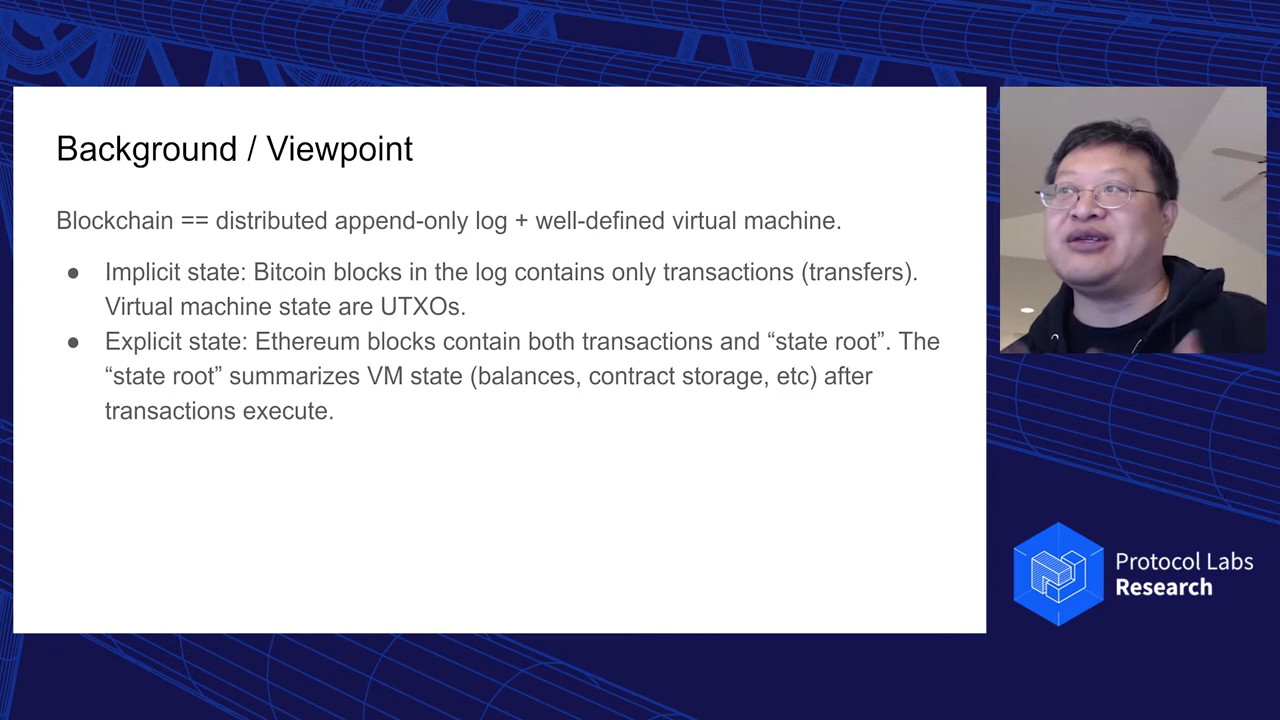 Background / Viewpoint
Blockchain == distributed append-only log + well-defined virtual machine.
● Implicit state: Bitcoin blocks in the log contains only transactions (transfers).
Virtual machine state are UTXOs.
● Explicit state: Ethereum blocks contain both transactions and “state root”. The
“state root” summarizes VM state (balances, contract storage, etc) after
transactions execute.
Protocol Labs
Research